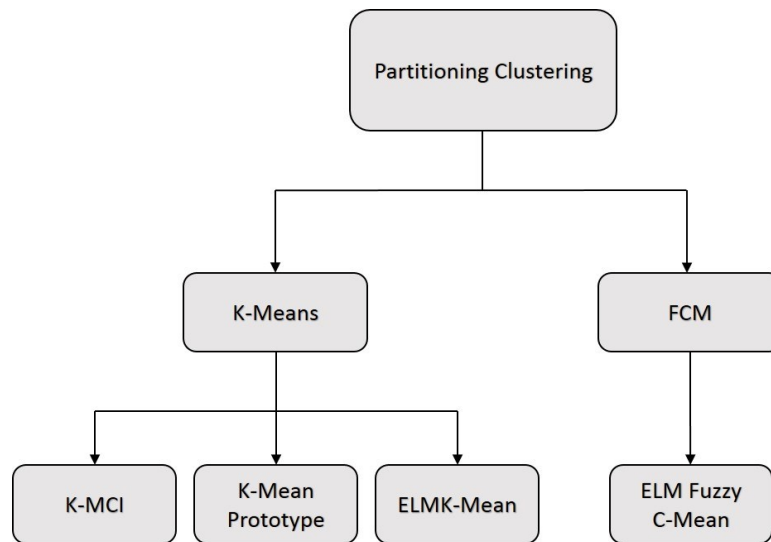 Partitioning Clustering
K-Means
FCM
K-MCI
K-Mean
Prototype
ELMK-Mean
ELM Fuzzy
C-Mean